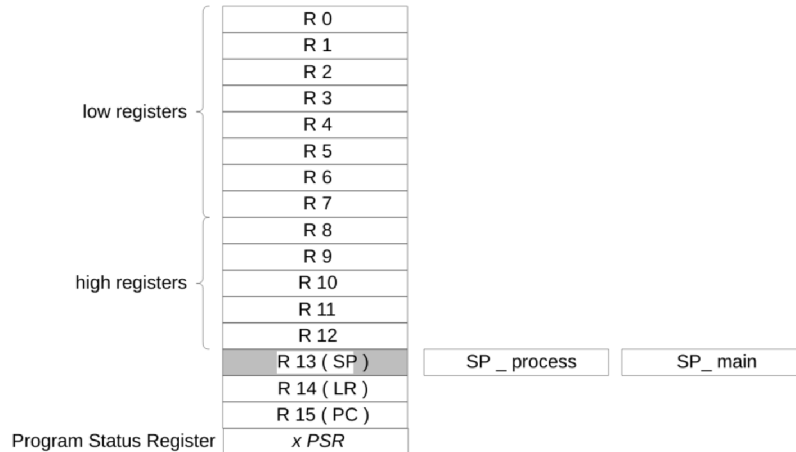 R 0
R 1
R 2
low registers
R 3
R 4
R 5
R 6
R 7
R 8
R 9
high registers
R 10
R 11
R 12
R 13 ( SP )
SP _ process
SP_ main
R 14 ( LR )
R 15 ( PC )
Program Status Register
x PSR